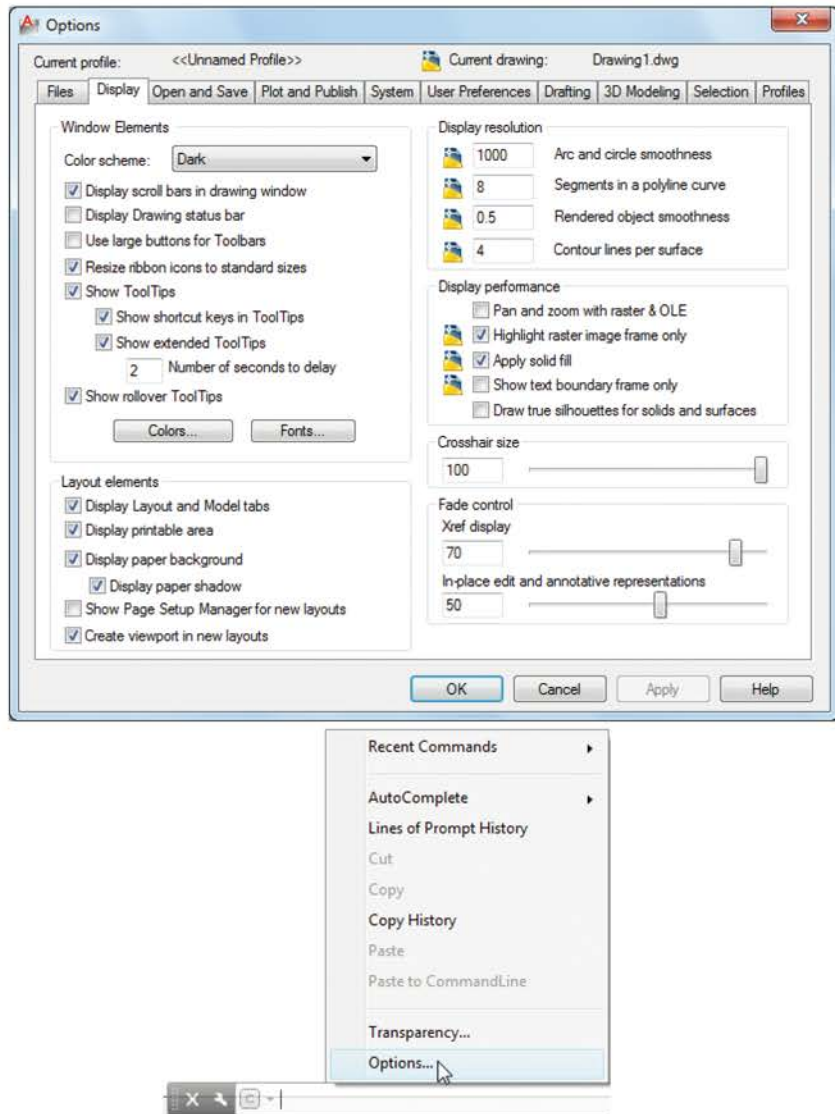 Options
Current profile: <<Unnamed Profile>> Current drawing: Drawing1.dwg
Files Display Open and Save Plot and Publish System User Preferences Drafting 3D Modeling Selection Profiles
Window Elements
Color scheme: Dark
Display scroll bars in drawing window
Display Drawing status bar
Use large buttons for Toolbars
Resize ribbon icons to standard sizes
Show ToolTips
Show shortcut keys in ToolTips
Show extended ToolTips
2 Number of seconds to delay
Show rollover ToolTips
Colors... Fonts...
Layout elements
Display Layout and Model tabs
Display printable area
Display paper background
Display paper shadow
Show Page Setup Manager for new layouts
Create viewport in new layouts
Display resolution
1000 Arc and circle smoothness
8 Segments in a polyline curve
0.5 Rendered object smoothness
4 Contour lines per surface
Display performance
Pan and zoom with raster & OLE
Highlight raster image frame only
Apply solid fill
Show text boundary frame only
Draw true silhouettes for solids and surfaces
Crosshair size
100
Fade control
Xref display
70
In-place edit and annotative representations
50
OK Cancel Apply Help
Recent Commands
AutoComplete
Lines of Prompt History
Cut
Copy
Copy History
Paste
Paste to CommandLine
Transparency...
Options...